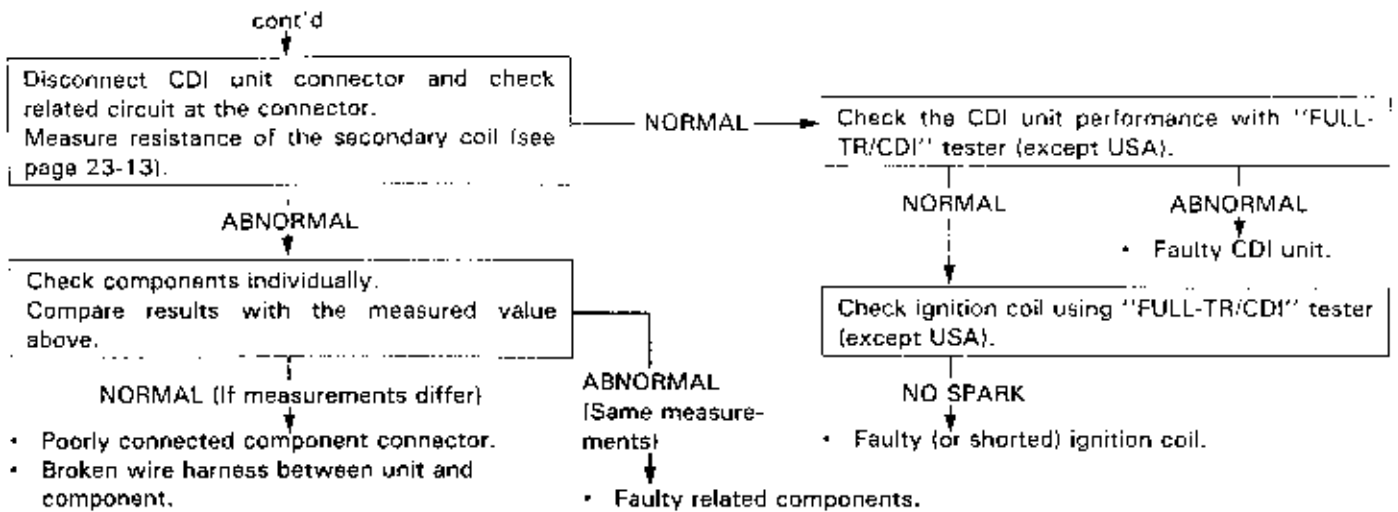 cont'd
Disconnect CDI unit connector and check
related circuit at the connector.
Measure resistance of the secondary coil (see
page 23-13).
NORMAL
Check the CDI unit performance with "FULL-
TR/CDI" tester (except USA).
ABNORMAL
NORMAL
ABNORMAL
• Faulty CDI unit.
Check components individually.
Compare results with the measured value
above.
Check ignition coil using "FULL-TR/CDI" tester
(except USA).
NORMAL (If measurements differ)
ABNORMAL
(Same measure-
ments)
NO SPARK
• Poorly connected component connector.
• Broken wire harness between unit and
component.
• Faulty (or shorted) ignition coil.
• Faulty related components.